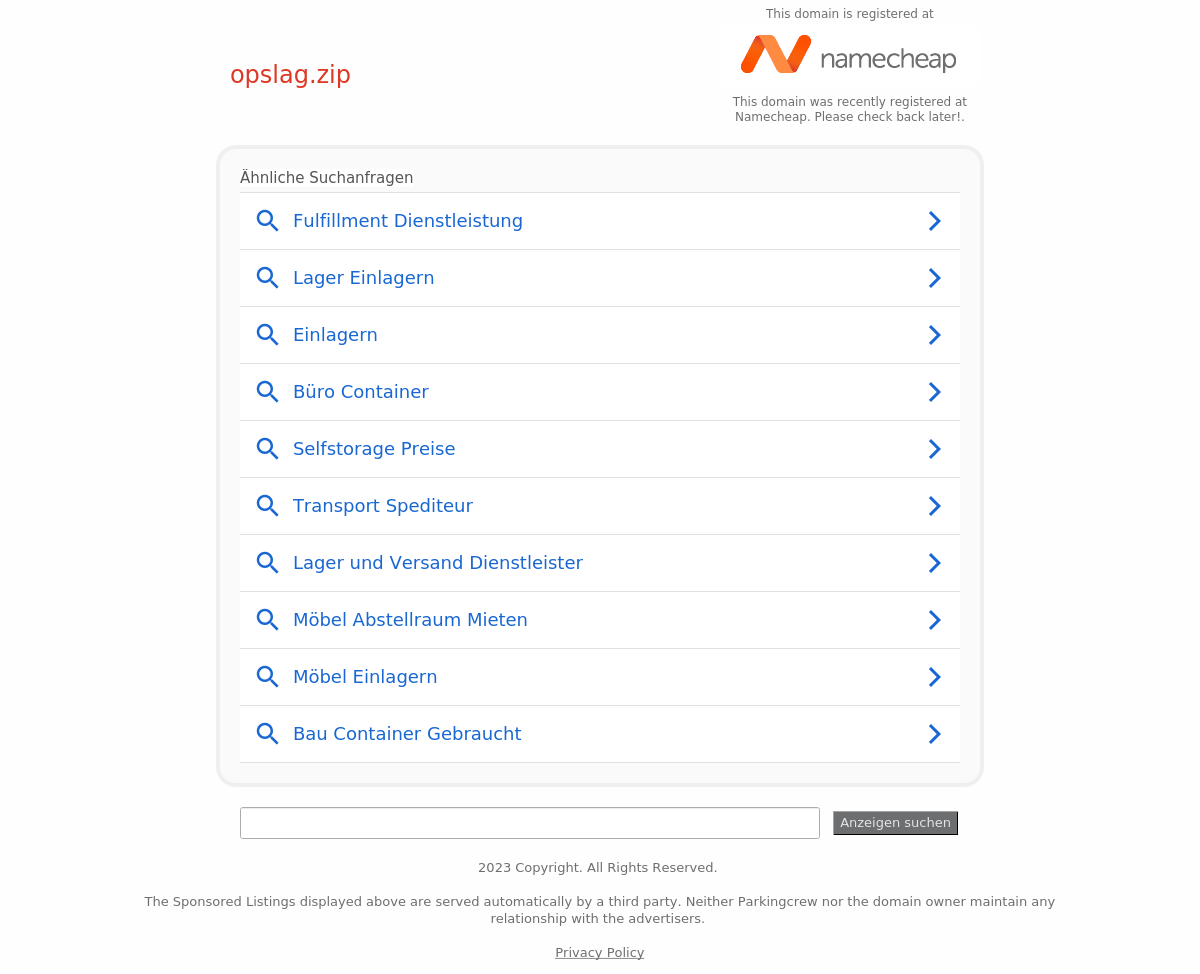 This domain is registered at
namecheap
opslag.zip
This domain was recently registered at
Namecheap. Please check back later!.
Ähnliche Suchanfragen
Fulfillment Dienstleistung
Lager Einlagern
Einlagern
Büro Container
Selfstorage Preise
Transport Spediteur
Lager und Versand Dienstleister
Möbel Abstellraum Mieten
Möbel Einlagern
Bau Container Gebraucht
Anzeigen suchen
2023 Copyright. All Rights Reserved.
The Sponsored Listings displayed above are served automatically by a third party. Neither Parkingcrew nor the domain owner maintain any
relationship with the advertisers.
Privacy Policy